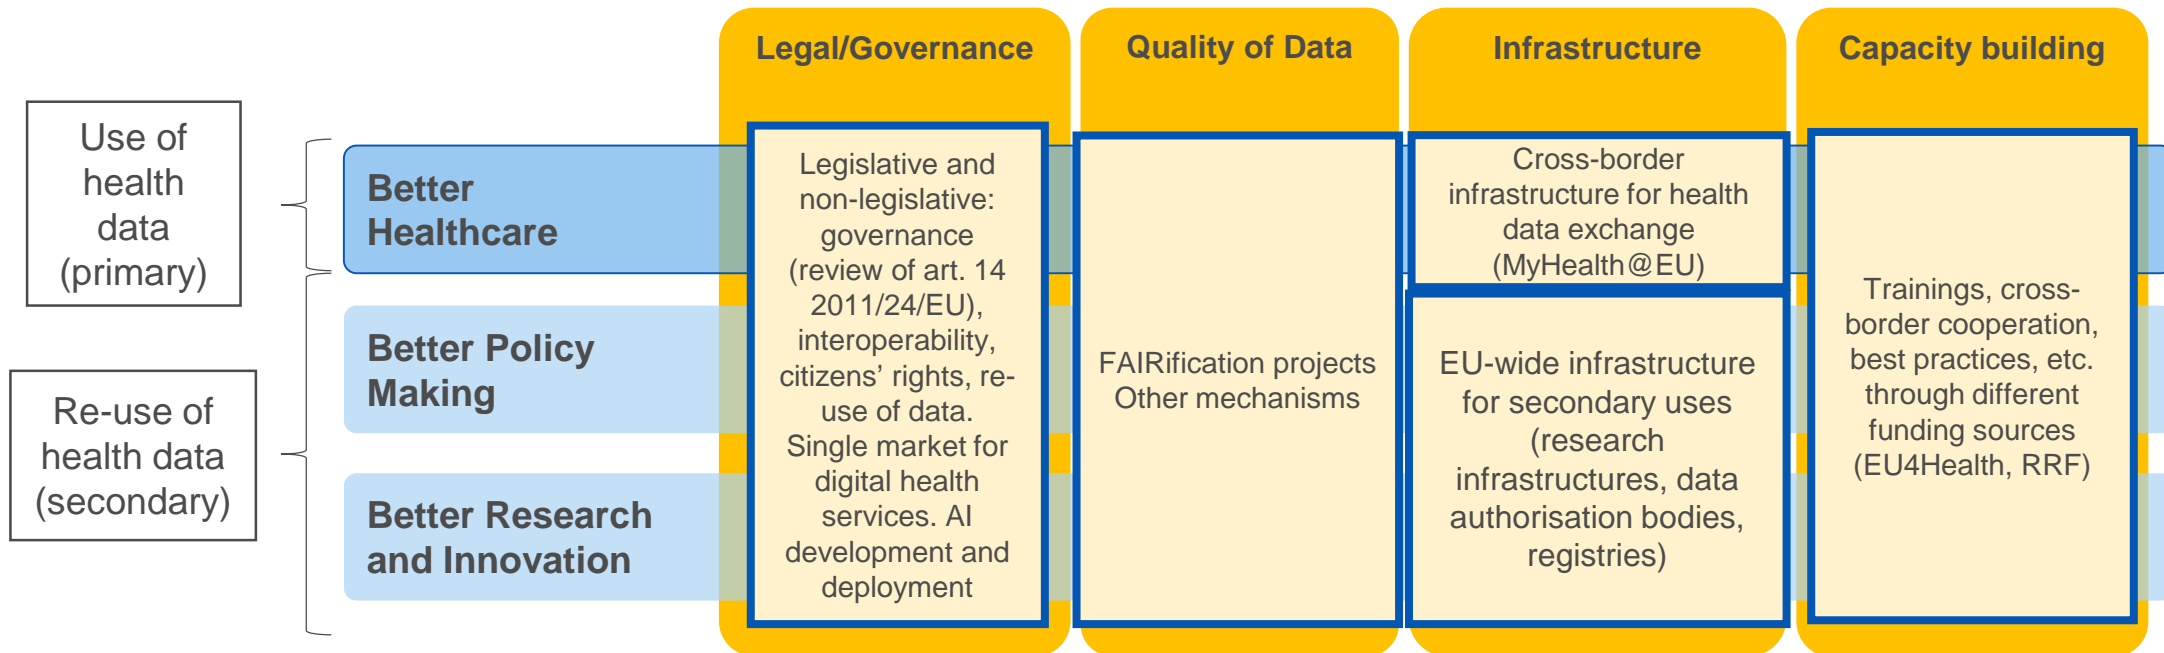 Legal/Governance
Quality of Data
Infrastructure
Capacity building
Use of
health
data
(primary)
Re-use of
health data
(secondary)
Better
Healthcare
Better Policy
Making
Better Research
and Innovation
Legislative and
non-legislative:
governance
(review of art. 14
2011/24/EU),
interoperability,
citizens’ rights, re-
use of data.
Single market for
digital health
services. AI
development and
deployment
FAIRification projects
Other mechanisms
Cross-border
infrastructure for health
data exchange
(MyHealth@EU)
EU-wide infrastructure
for secondary uses
(research
infrastructures, data
authorisation bodies,
registries)
Trainings, cross-
border cooperation,
best practices, etc.
through different
funding sources
(EU4Health, RRF)